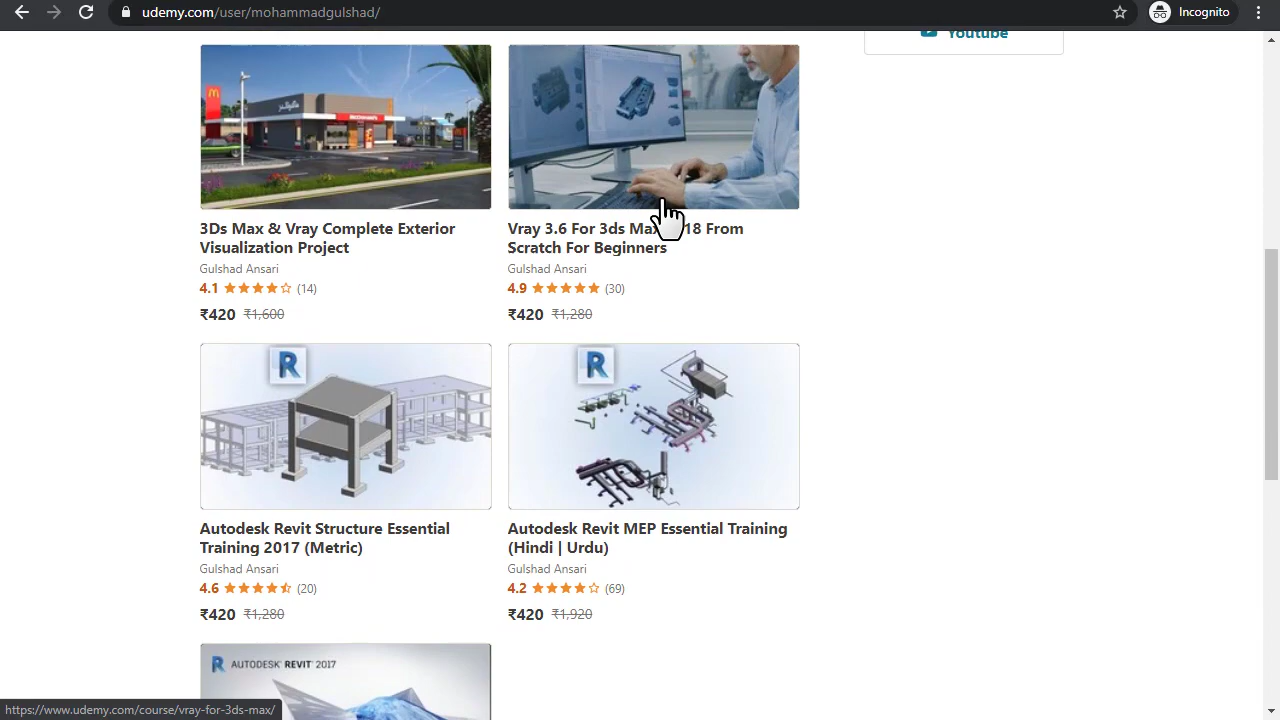 udemy.com/user/mohammadgulshad/
Incognito
Youtube
3Ds Max & Vray Complete Exterior
Visualization Project
Gulshad Ansari
4.1 (14)
₹420 ₹1,600
Vray 3.6 For 3ds Max 18 From
Scratch For Beginners
Gulshad Ansari
4.9 (30)
₹420 ₹1,280
Autodesk Revit Structure Essential
Training 2017 (Metric)
Gulshad Ansari
4.6 (20)
₹420 ₹1,280
Autodesk Revit MEP Essential Training
(Hindi | Urdu)
Gulshad Ansari
4.2 (69)
₹420 ₹1,920
R AUTODESK® REVIT® 2017
https://www.udemy.com/course/vray-for-3ds-max/